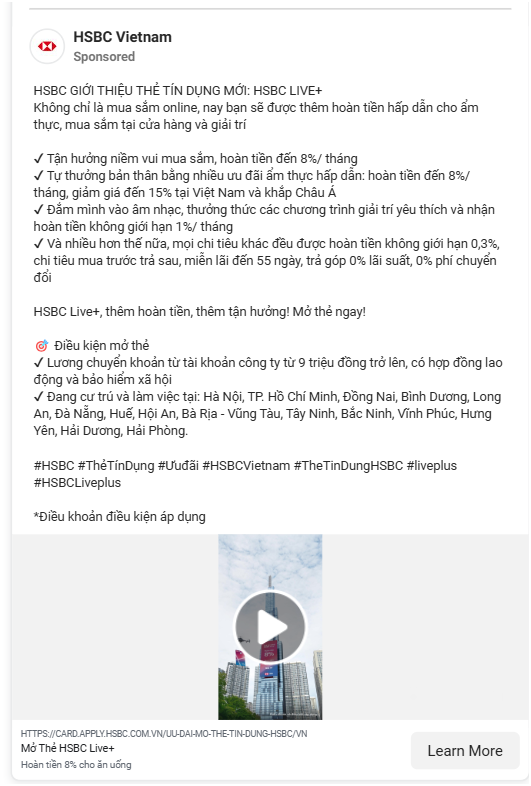 HSBC Vietnam
Sponsored
HSBC GIỚI THIỆU THẺ TÍN DỤNG MỚI: HSBC LIVE+
Không chỉ là mua sắm online, nay bạn sẽ được thêm hoàn tiền hấp dẫn cho ẩm
thực, mua sắm tại cửa hàng và giải trí
✓ Tận hưởng niềm vui mua sắm, hoàn tiền đến 8%/ tháng
✓ Tự thưởng bản thân bằng nhiều ưu đãi ẩm thực hấp dẫn: hoàn tiền đến 8%/
tháng, giảm giá đến 15% tại Việt Nam và khắp Châu Á
✓ Đắm mình vào âm nhạc, thưởng thức các chương trình giải trí yêu thích và nhận
hoàn tiền không giới hạn 1%/ tháng
✓ Và nhiều hơn thế nữa, mọi chi tiêu khác đều được hoàn tiền không giới hạn 0,3%,
chi tiêu mua trước trả sau, miễn lãi đến 55 ngày, trả góp 0% lãi suất, 0% phí chuyển
đổi
HSBC Live+, thêm hoàn tiền, thêm tận hưởng! Mở thẻ ngay!
🎯 Điều kiện mở thẻ
✓ Lương chuyển khoản từ tài khoản công ty từ 9 triệu đồng trở lên, có hợp đồng lao
động và bảo hiểm xã hội
✓ Đang cư trú và làm việc tại: Hà Nội, TP. Hồ Chí Minh, Đồng Nai, Bình Dương, Long
An, Đà Nẵng, Huế, Hội An, Bà Rịa - Vũng Tàu, Tây Ninh, Bắc Ninh, Vĩnh Phúc, Hưng
Yên, Hải Dương, Hải Phòng.
#HSBC #ThẻTínDụng #Ưuđãi #HSBCVietnam #TheTinDungHSBC #liveplus
#HSBCLiveplus
*Điều khoản điều kiện áp dụng
HTTPS://CARD.APPLY.HSBC.COM.VN/UU-DAI-MO-THE-TIN-DUNG-HSBC/VN
Mở Thẻ HSBC Live+
Hoàn tiền 8% cho ăn uống
Learn More